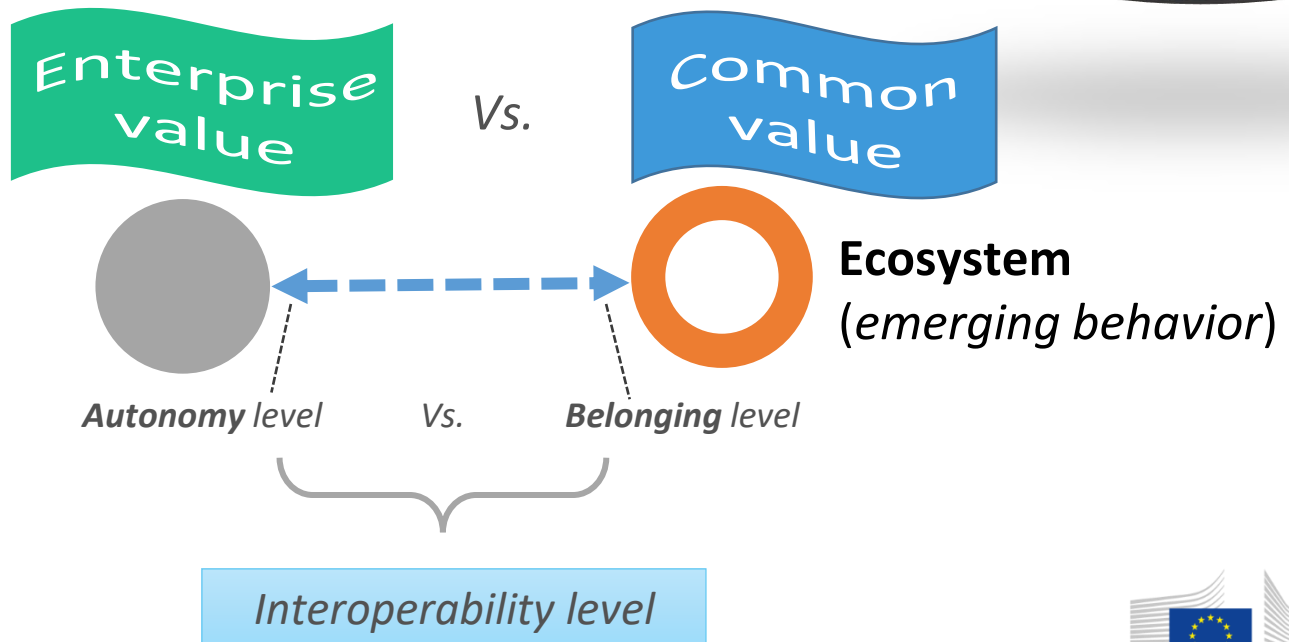 Enterprise
value
Vs.
Common
value
Ecosystem
(emerging behavior)
Autonomy level Vs. Belonging level
Interoperability level